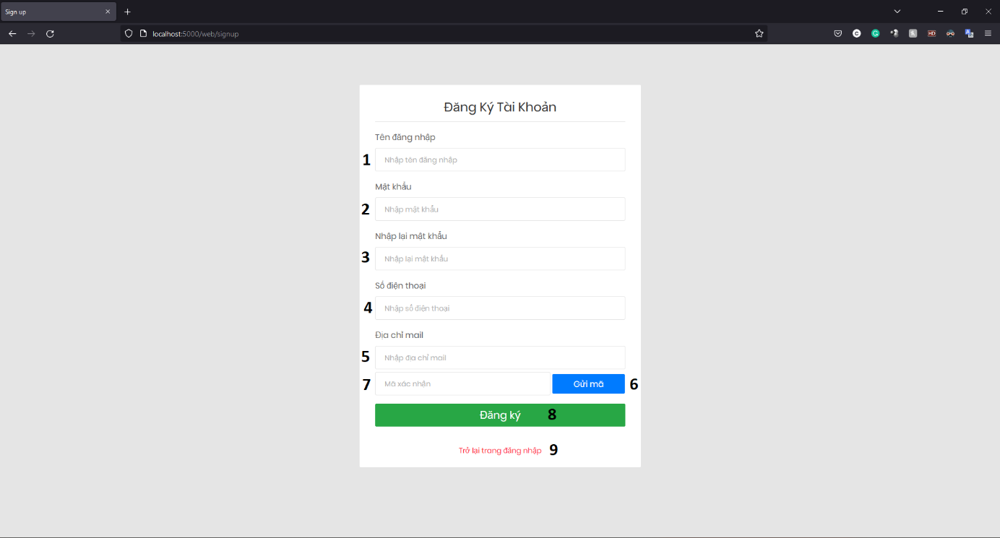 Sign up
localhost:5000/web/signup
HD
Đăng Ký Tài Khoản
Tên đăng nhập
1 Nhập tên đăng nhập
Mật khẩu
2 Nhập mật khẩu
Nhập lại mật khẩu
3 Nhập lại mật khẩu
Số điện thoại
4 Nhập số điện thoại
Địa chỉ mail
5 Nhập địa chỉ mail
7 Mã xác nhận Gửi mã 6
Đăng ký 8
Trở lại trang đăng nhập 9